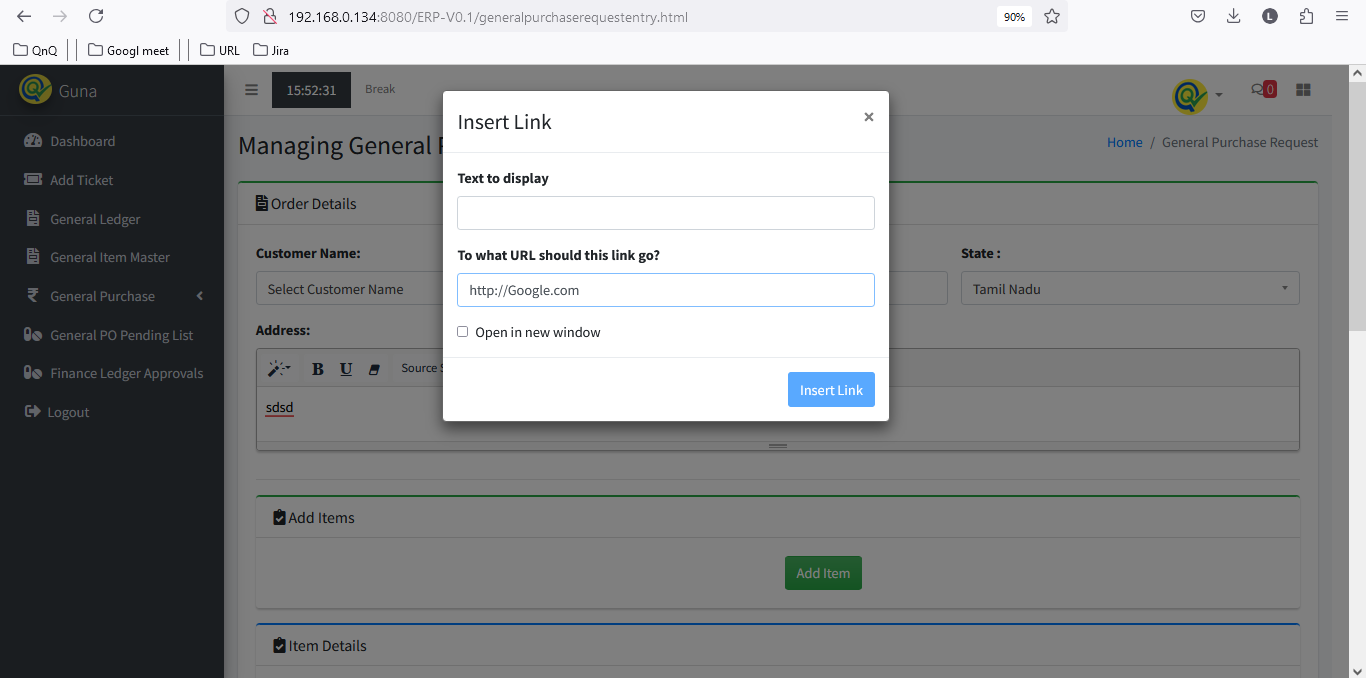 192.168.0.134:8080/ERP-V0.1/generalpurchaserequestentry.html
90%
L
QnQ
Googl meet
URL
Jira
Guna
15:52:31
Break
0
Dashboard
Add Ticket
General Ledger
General Item Master
General Purchase
General PO Pending List
Finance Ledger Approvals
Logout
Managing General
Home / General Purchase Request
Order Details
Customer Name:
Select Customer Name
State :
Tamil Nadu
Address:
B U Source
sdsd
Insert Link
×
Text to display
To what URL should this link go?
http://Google.com
Open in new window
Insert Link
Add Items
Add Item
Item Details